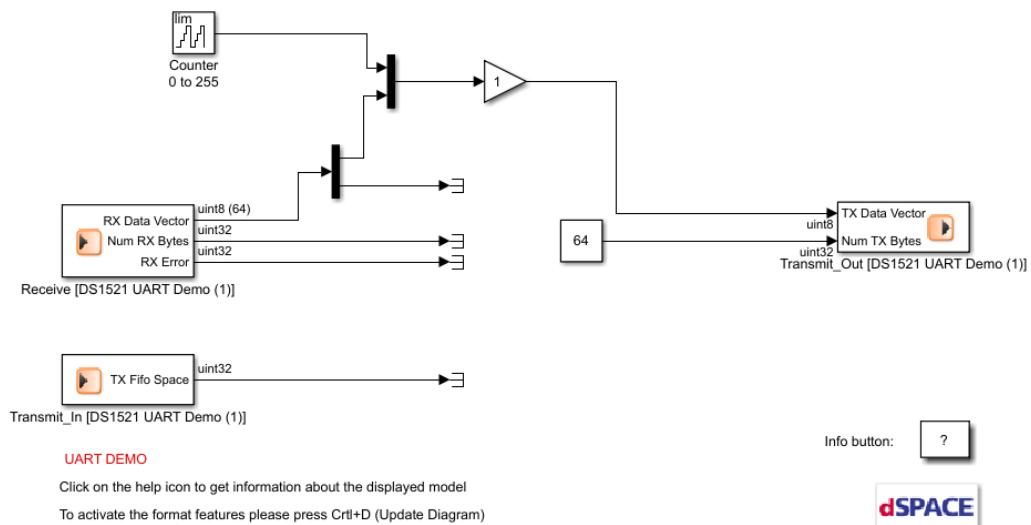 lim
Counter
0 to 255
1
RX Data Vector
uint8 (64)
Num RX Bytes
uint32
RX Error
uint32
Receive [DS1521 UART Demo (1)]
64
TX Data Vector
uint8
Num TX Bytes
uint32
Transmit_Out [DS1521 UART Demo (1)]
TX Fifo Space
uint32
Transmit_In [DS1521 UART Demo (1)]
Info button:
?
UART DEMO
Click on the help icon to get information about the displayed model
To activate the format features please press Crtl+D (Update Diagram)
dSPACE